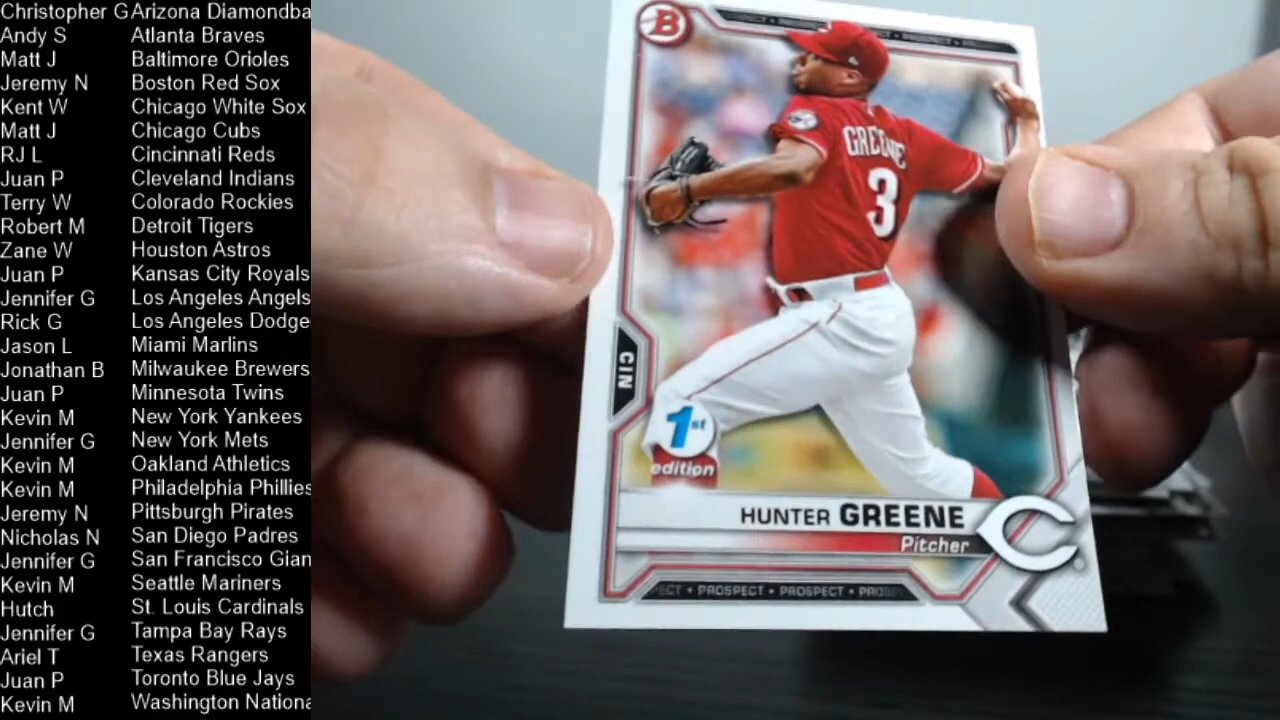 Christopher G Arizona Diamondba
Andy S Atlanta Braves
Matt J Baltimore Orioles
Jeremy N Boston Red Sox
Kent W Chicago White Sox
Matt J Chicago Cubs
RJ L Cincinnati Reds
Juan P Cleveland Indians
Terry W Colorado Rockies
Robert M Detroit Tigers
Zane W Houston Astros
Juan P Kansas City Royals
Jennifer G Los Angeles Angels
Rick G Los Angeles Dodge
Jason L Miami Marlins
Jonathan B Milwaukee Brewers
Juan P Minnesota Twins
Kevin M New York Yankees
Jennifer G New York Mets
Kevin M Oakland Athletics
Kevin M Philadelphia Phillies
Jeremy N Pittsburgh Pirates
Nicholas N San Diego Padres
Jennifer G San Francisco Gian
Kevin M Seattle Mariners
Hutch St. Louis Cardinals
Jennifer G Tampa Bay Rays
Ariel T Texas Rangers
Juan P Toronto Blue Jays
Kevin M Washington Nationa
B
GREENE
3
CIN
1st
edition
HUNTER GREENE
Pitcher
C
ECT • PROSPECT • PROSPECT • PROSP